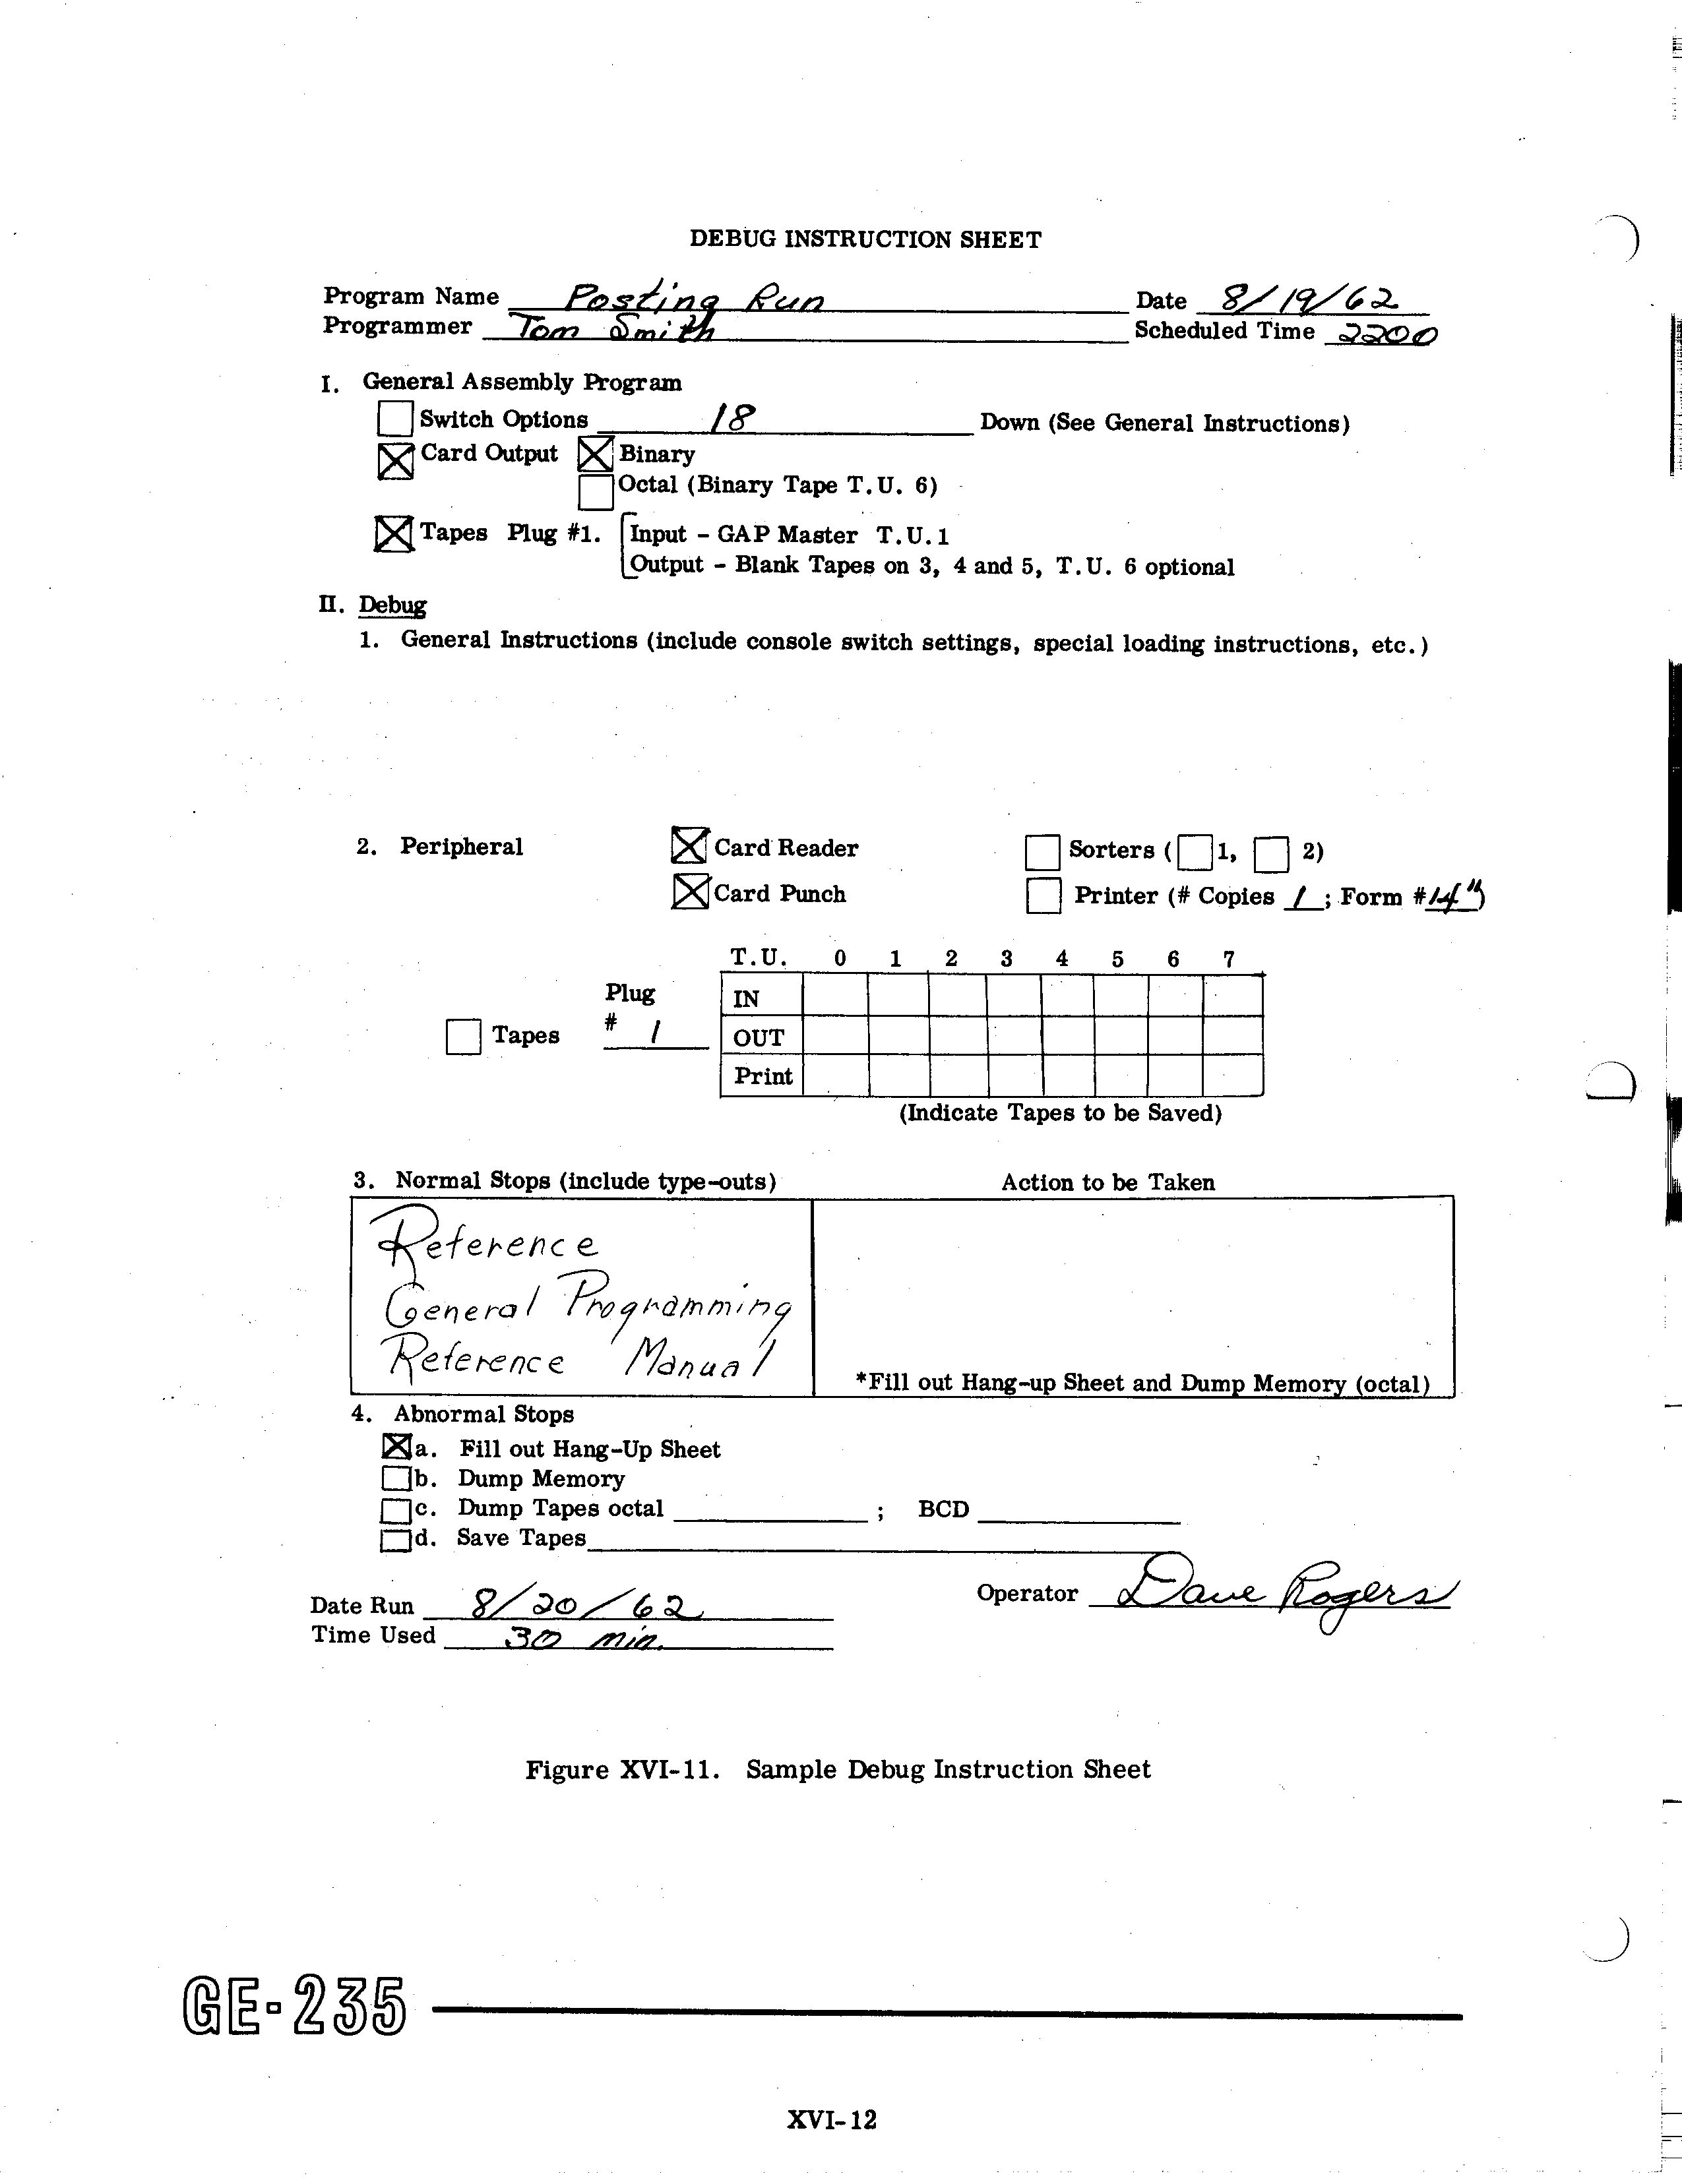 DEBUG INSTRUCTION SHEET
Program Name Posting Run Date 8/19/62
Programmer Tom Smith Scheduled Time 2200
I. General Assembly Program
Switch Options 18 Down (See General Instructions)
Card Output Binary
Octal (Binary Tape T.U. 6)
Tapes Plug #1. Input - GAP Master T.U.1
Output - Blank Tapes on 3, 4 and 5, T.U. 6 optional
II. Debug
1. General Instructions (include console switch settings, special loading instructions, etc.)
2. Peripheral Card Reader Sorters ( 1, 2)
Card Punch Printer (# Copies 1; Form #14")
T.U. 0 1 2 3 4 5 6 7
Plug IN
Tapes # 1 OUT
Print
(Indicate Tapes to be Saved)
3. Normal Stops (include type-outs) Action to be Taken
Reference
General Programming
Reference Manual
*Fill out Hang-up Sheet and Dump Memory (octal)
4. Abnormal Stops
a. Fill out Hang-Up Sheet
b. Dump Memory
c. Dump Tapes octal ; BCD
d. Save Tapes
Date Run 8/20/62 Operator Dave Rogers
Time Used 30 min.
Figure XVI-11. Sample Debug Instruction Sheet
GE-235
XVI-12